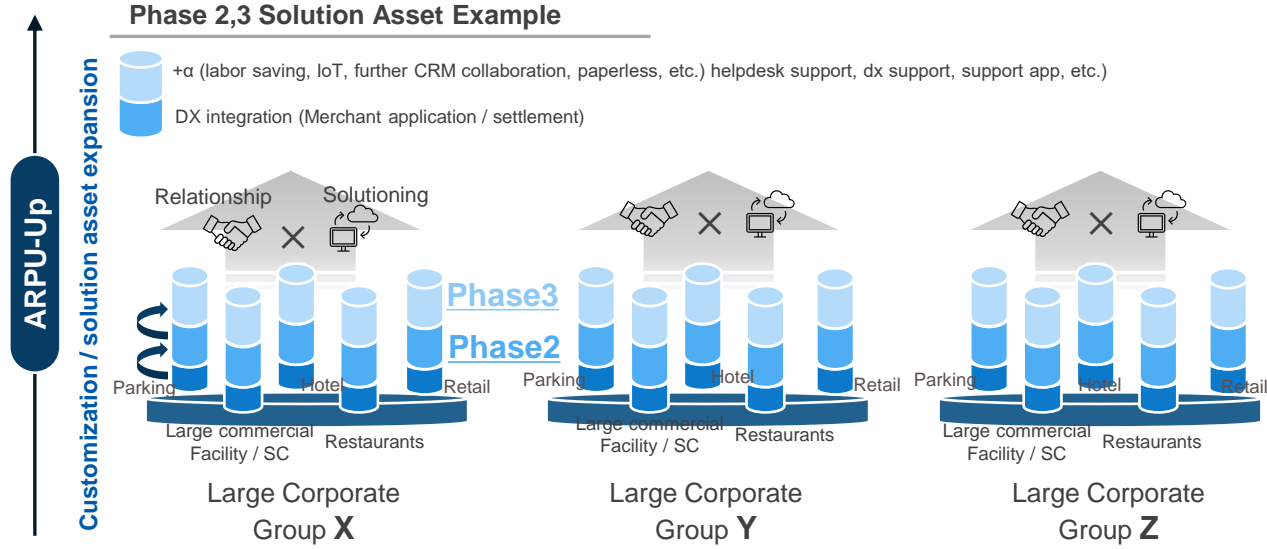 Phase 2,3 Solution Asset Example
+α (labor saving, IoT, further CRM collaboration, paperless, etc.) helpdesk support, dx support, support app, etc.)
DX integration (Merchant application / settlement)
ARPU-Up
Customization / solution asset expansion
Relationship
Solutioning
×
Phase3
Phase2
Parking
Hotel
Retail
Large commercial
Facility / SC
Restaurants
Large Corporate
Group X
×
Parking
Hotel
Retail
Large commercial
Facility / SC
Restaurants
Large Corporate
Group Y
×
Parking
Hotel
Retail
Large commercial
Facility / SC
Restaurants
Large Corporate
Group Z